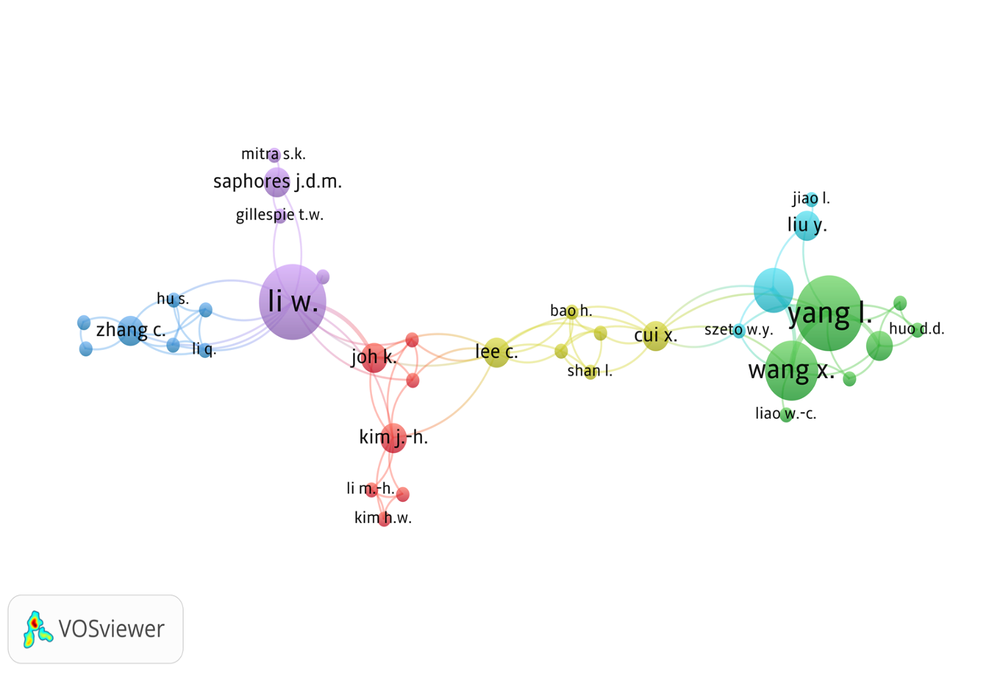 mitra s.k.
saphores j.d.m.
gillespie t.w.
jiao l.
liu y.
hu s.
li w.
zhang c.
li q.
joh k.
lee c.
bao h.
cui x.
shan l.
szeto w.y.
yang l.
huo d.d.
wang x.
liao w.-c.
kim j.-h.
li m.-h.
kim h.w.
VOSviewer